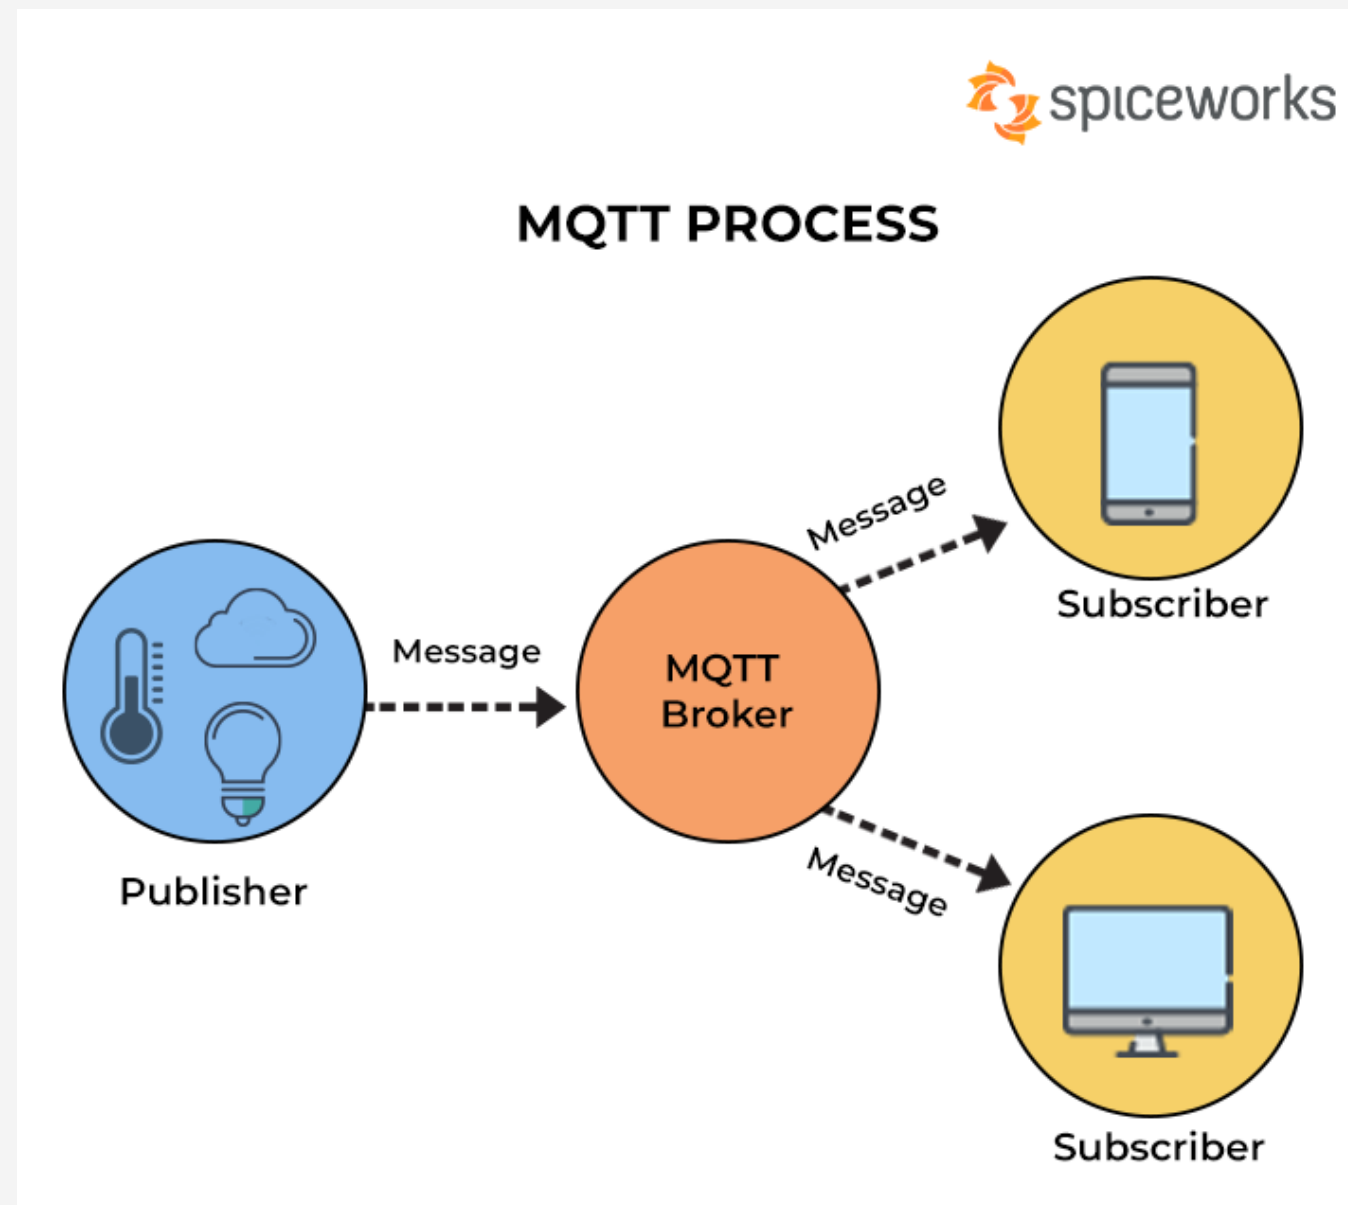 spiceworks
MQTT PROCESS
Message
Subscriber
Message
MQTT
Broker
Publisher
Message
Subscriber